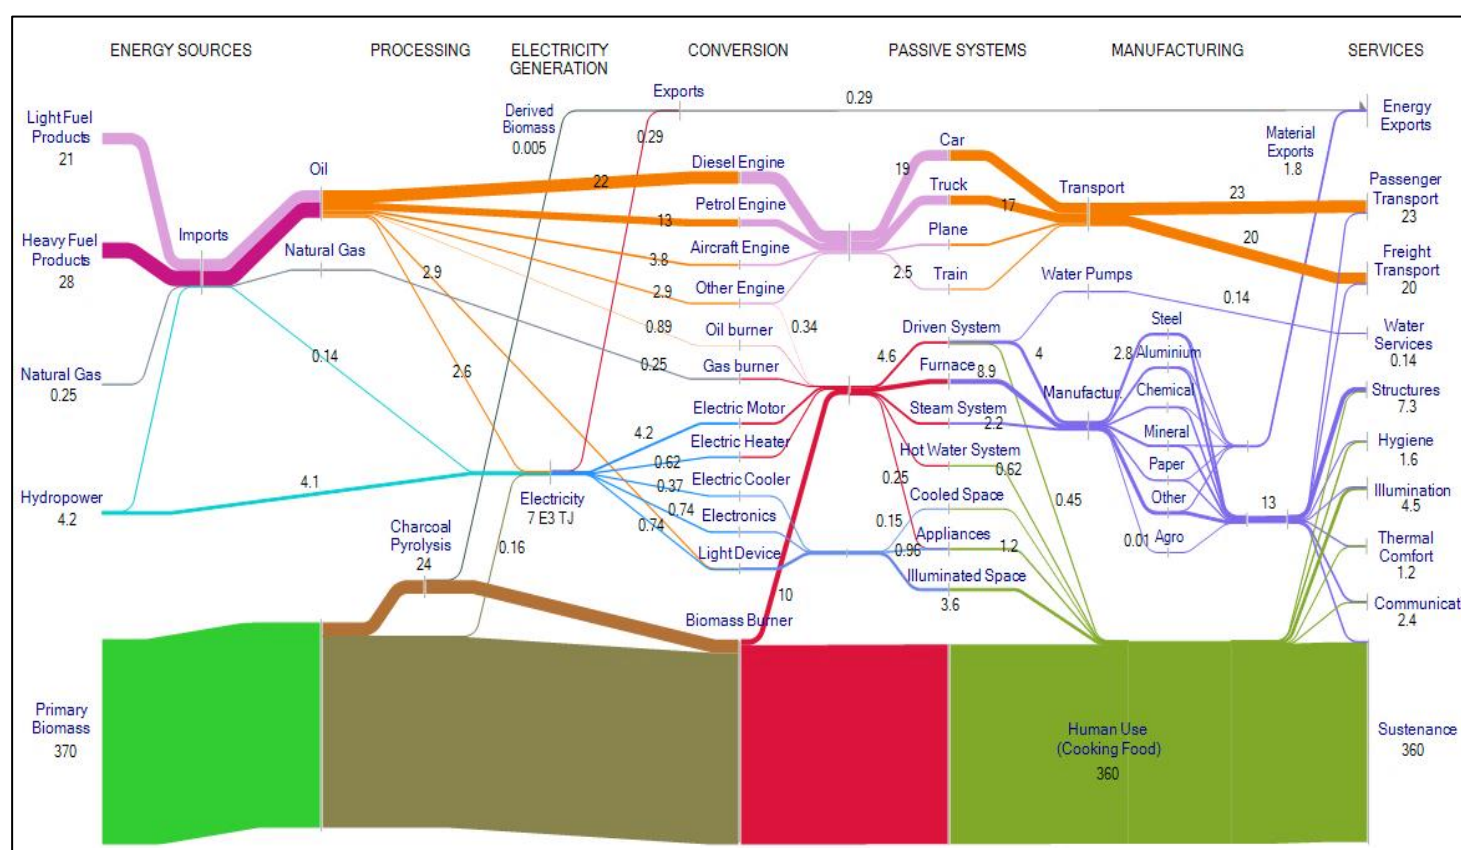 ENERGY SOURCES
PROCESSING
ELECTRICITY
GENERATION
CONVERSION
PASSIVE SYSTEMS
MANUFACTURING
SERVICES
Light Fuel
Products
21
Heavy Fuel
Products
28
Natural Gas
0.25
Hydropower
4.2
Primary
Biomass
370
Imports
Oil
Natural Gas
0.14
4.1
2.9
2.6
Charcoal
Pyrolysis
24
Derived
Biomass
0.005
Electricity
7 E3 TJ
0.16
Exports
0.29
0.29
22
13
3.8
2.9
0.89
0.25
4.2
0.62
0.37
0.74
0.74
Diesel Engine
Petrol Engine
Aircraft Engine
Other Engine
Oil burner
Gas burner
Electric Motor
Electric Heater
Electric Cooler
Electronics
Light Device
Biomass Burner
0.34
10
19
17
2.5
4.6
8.9
2.2
0.25
0.62
0.15
0.96
1.2
Car
Truck
Plane
Train
Driven System
Furnace
Steam System
Hot Water System
Cooled Space
Appliances
Illuminated Space
3.6
0.45
4
Transport
Water Pumps
Manufactur.
Human Use
(Cooking Food)
360
Steel
2.8
Aluminium
Chemical
Mineral
Paper
Other
0.01
Agro
13
23
20
0.14
Material
Exports
1.8
Energy
Exports
Passenger
Transport
23
Freight
Transport
20
Water
Services
0.14
Structures
7.3
Hygiene
1.6
Illumination
4.5
Thermal
Comfort
1.2
Communicat
2.4
Sustenance
360